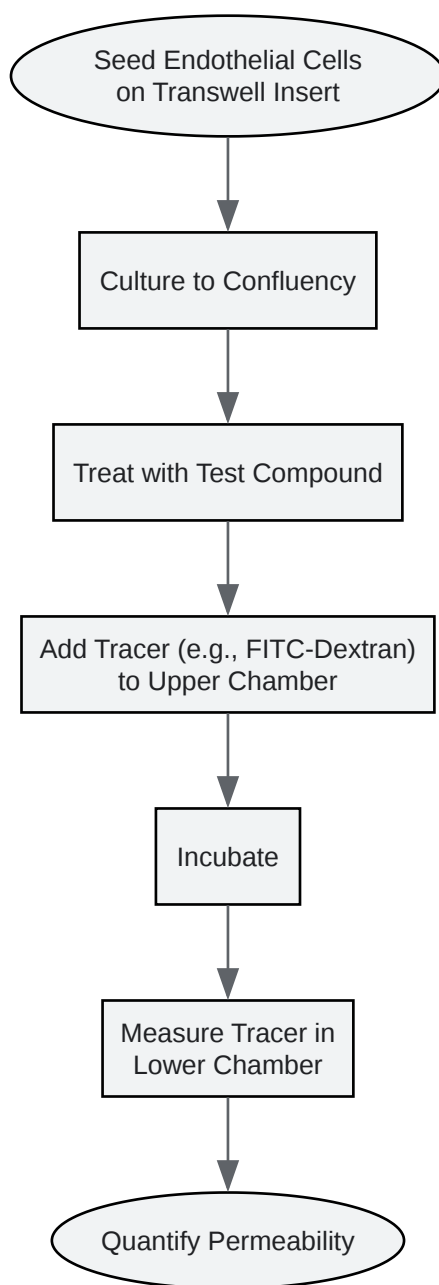 Seed Endothelial Cells
on Transwell Insert
Culture to Confluency
Treat with Test Compound
Add Tracer (e.g., FITC-Dextran)
to Upper Chamber
Incubate
Measure Tracer in
Lower Chamber
Quantify Permeability